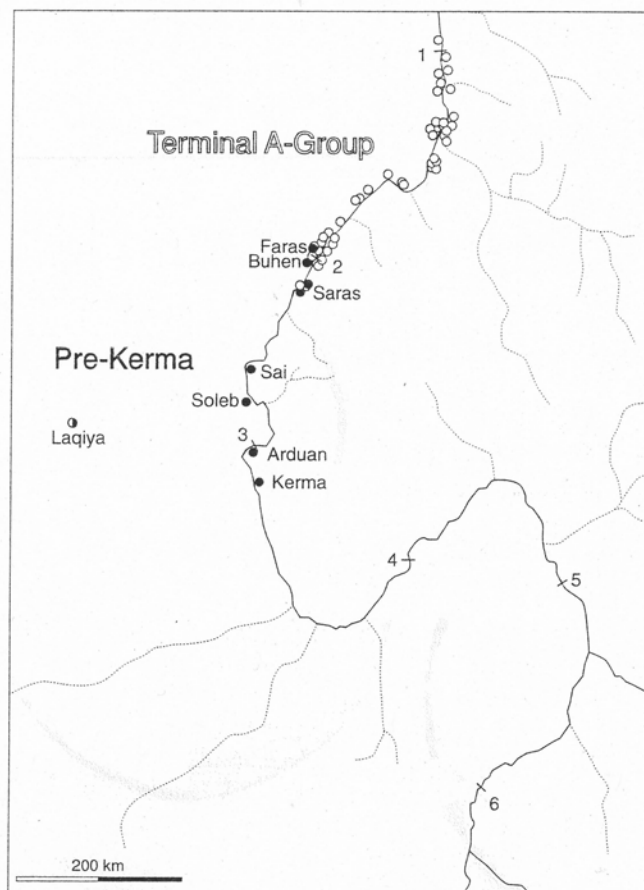 1
Terminal A-Group
Faras
Buhen
2
Saras
Pre-Kerma
Sai
Soleb
Laqiya
3
Arduan
Kerma
4
5
6
200 km